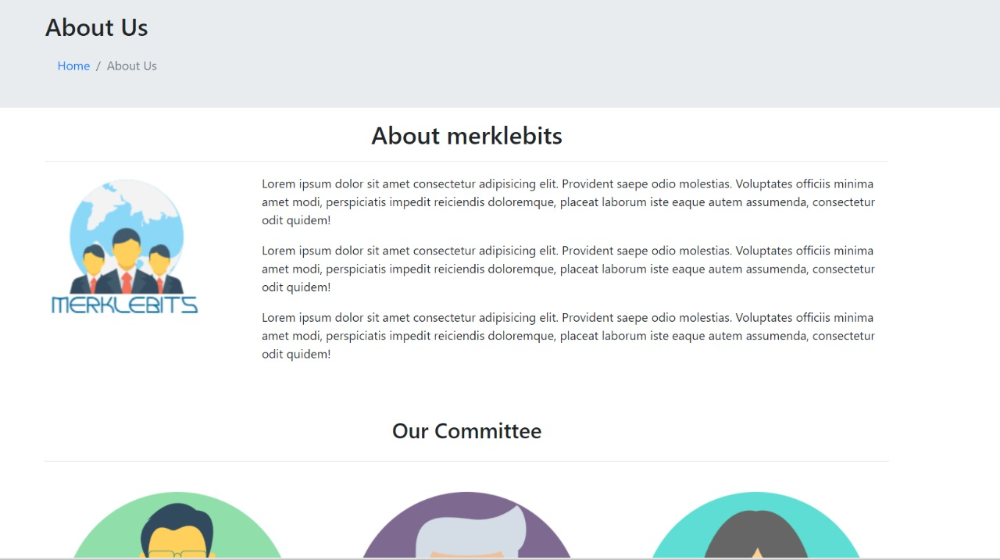 About Us
Home / About Us
About merklebits
Lorem ipsum dolor sit amet consectetur adipisicing elit. Provident saepe odio molestias. Voluptates officiis minima
amet modi, perspiciatis impedit reiciendis doloremque, placeat laborum iste eaque autem assumenda, consectetur
odit quidem!
Lorem ipsum dolor sit amet consectetur adipisicing elit. Provident saepe odio molestias. Voluptates officiis minima
amet modi, perspiciatis impedit reiciendis doloremque, placeat laborum iste eaque autem assumenda, consectetur
odit quidem!
MERKLEBITS
Lorem ipsum dolor sit amet consectetur adipisicing elit. Provident saepe odio molestias. Voluptates officiis minima
amet modi, perspiciatis impedit reiciendis doloremque, placeat laborum iste eaque autem assumenda, consectetur
odit quidem!
Our Committee